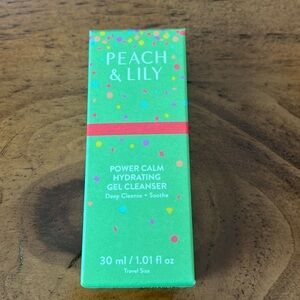 PEACH
& LILY
POWER CALM
HYDRATING
GEL CLEANSER
Deep Cleanse + Soothe
30 ml / 1.01 fl oz
Travel Size